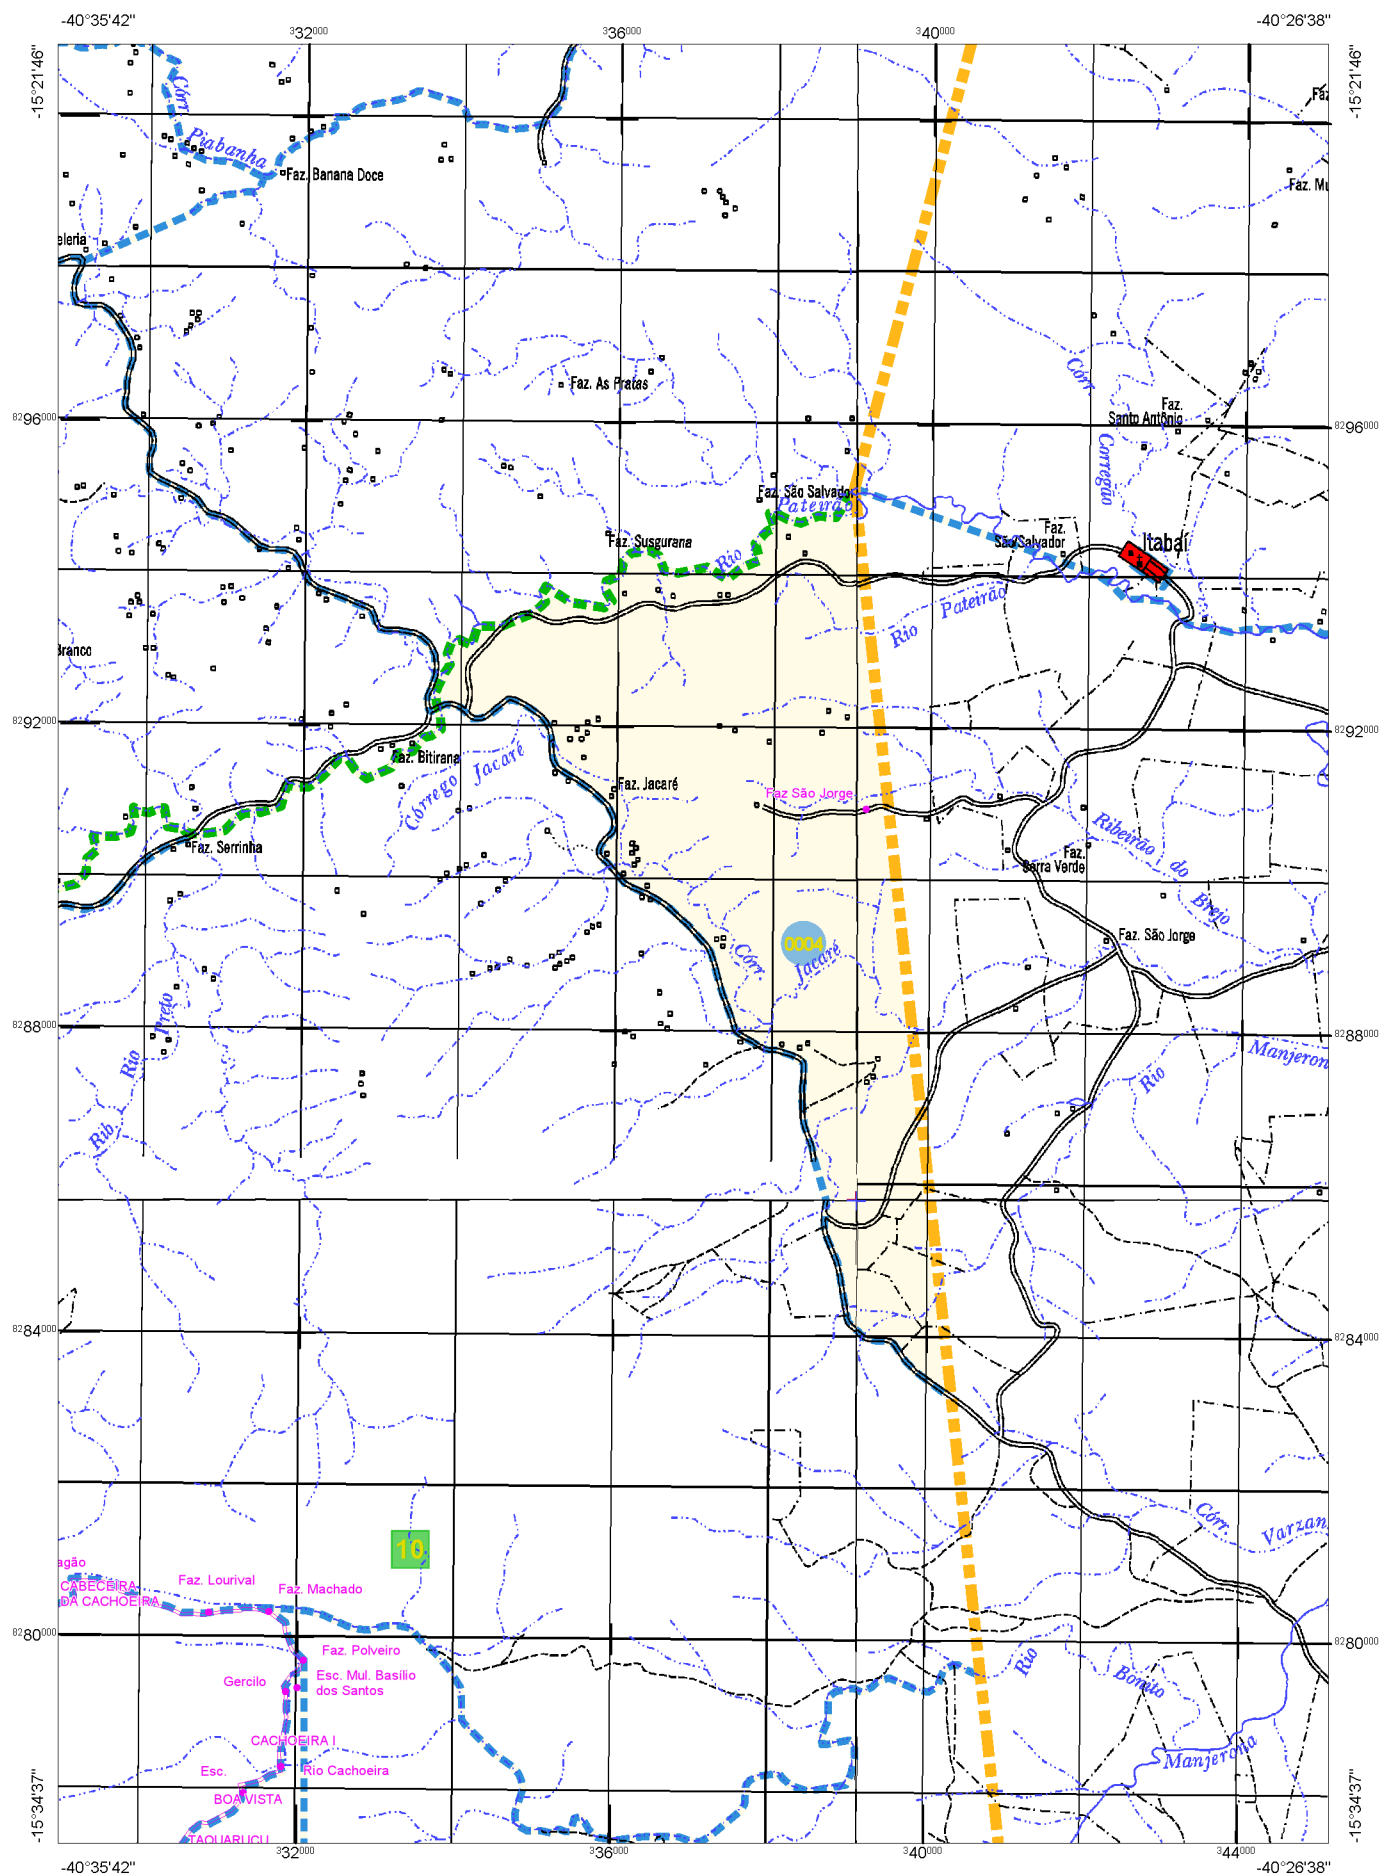 -40°35'42"
-40°26'38"
332000
336000
340000
-15°21'46"
-15°21'46"
Faz
Córr
Piabanha
Faz. Banana Doce
Faz. Mu
eleria
Faz. As Pratas
Córr
Faz.
Santo Antônio
8296000
8296000
Corregão
Faz. São Salvador
Pateirão
Faz. Susgurana
Rio
Faz.
São Salvador
Itabaí
Rio Pateirão
Branco
8292000
8292000
Faz. Bitirana
Córrego Jacaré
Faz. Jacaré
Faz São Jorge
Ribeirão do Brejo
Faz. Serrinha
Faz.
Serra Verde
0004
Córr. Jacaré
Faz. São Jorge
Rib. Rio Preto
8288000
8288000
Rio Manjeron
8284000
8284000
10
Córr. Varzan
agão
CABECEIRA
DA CACHOEIRA
Faz. Lourival
Faz. Machado
8280000
8280000
Faz. Polveiro
Gercilo
Esc. Mul. Basilio
dos Santos
Rio Bonito
CACHOEIRA I
Esc.
Rio Cachoeira
Manjerona
BOA VISTA
TAQUARUCU
-15°34'37"
-15°34'37"
332000
336000
340000
344000
-40°35'42"
-40°26'38"